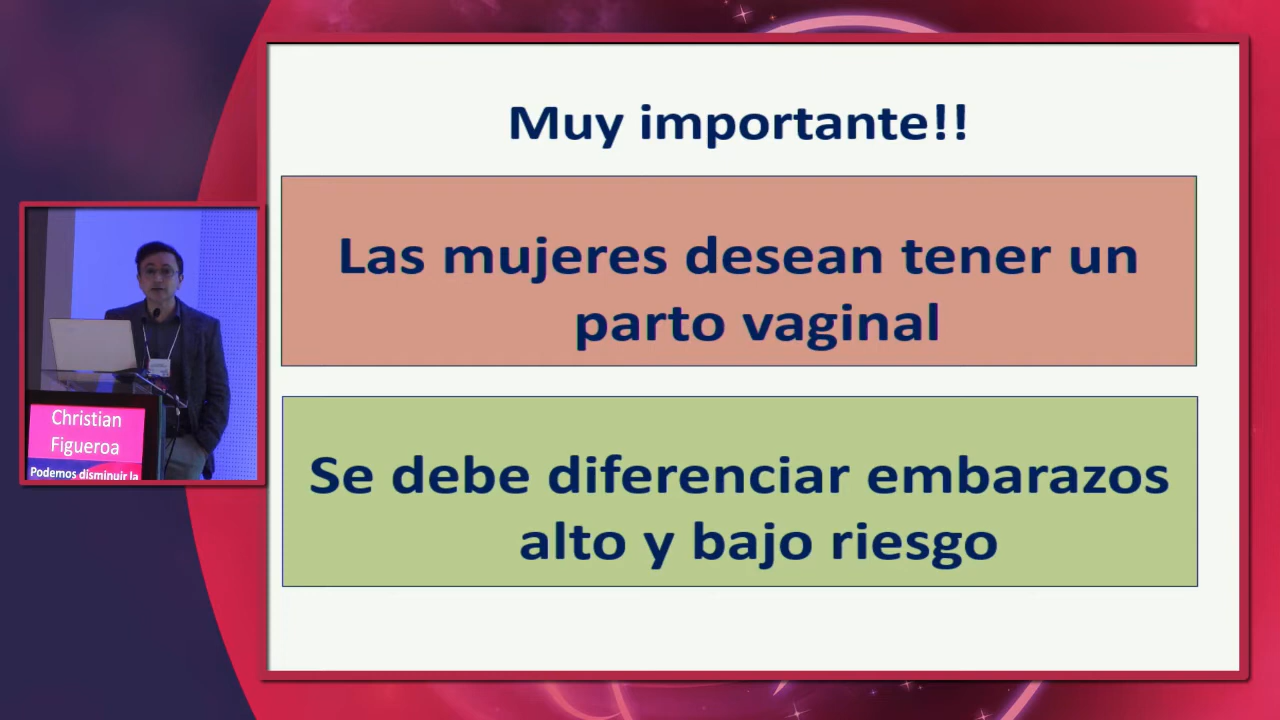 Muy importante!!
Las mujeres desean tener un
parto vaginal
Se debe diferenciar embarazos
alto y bajo riesgo
Christian
Figueroa
Podemos disminuir la